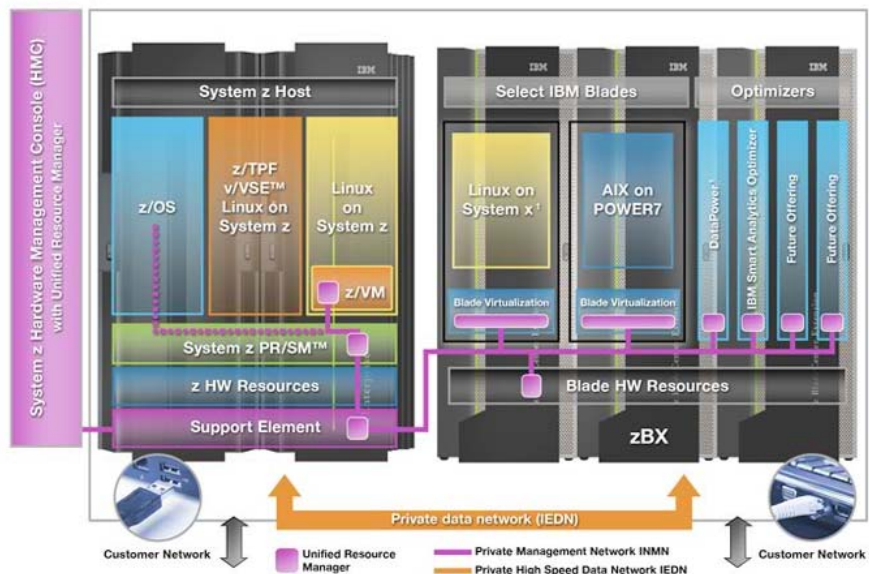 System z Hardware Management Console (HMC)
with Unified Resource Manager
IBM
IBM
IBM
IBM
System z Host
Select IBM Blades
Optimizers
z/OS
z/TPF
v/VSE™
Linux on
System z
Linux
on
System z
z/VM
Linux on
System x¹
AIX on
POWER7
DataPower¹
IBM Smart Analytics Optimizer
Future Offering
Future Offering
Blade Virtualization
Blade Virtualization
System z PR/SM™
z HW Resources
Support Element
Blade HW Resources
zBX
Private data network (IEDN)
Customer Network
Customer Network
Unified Resource
Manager
Private Management Network INMN
Private High Speed Data Network IEDN